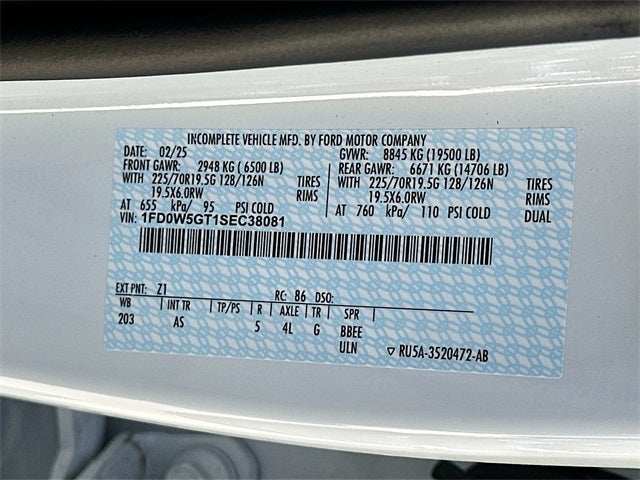 INCOMPLETE VEHICLE MFD. BY FORD MOTOR COMPANY
DATE: 02/25 GVWR: 8845 KG (19500 LB)
FRONT GAWR: 2948 KG (6500 LB) REAR GAWR: 6671 KG (14706 LB)
WITH 225/70R19.5G 128/126N TIRES WITH 225/70R19.5G 128/126N TIRES
19.5X6.0RW RIMS 19.5X6.0RW RIMS
AT 655 kPa/ 95 PSI COLD AT 760 kPa/ 110 PSI COLD DUAL
VIN: 1FD0W5GT1SEC38081
EXT PNT: Z1 RC: 86 DSO:
WB INT TR TP/PS R AXLE TR SPR
203 AS 5 4L G BBEE
ULN ▽ RU5A-3520472-AB